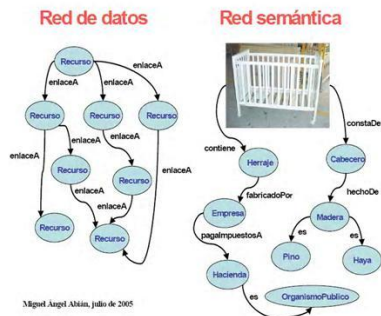 Red de datos
Recurso
enlaceA
enlaceA
enlaceA
Recurso
Recurso
Recurso
enlaceA
enlaceA
enlaceA
enlaceA
Recurso
Recurso
enlaceA
enlaceA
Recurso
Recurso
Miguel Ángel Abián, julio de 2005
Red semántica
contiene
constaDe
Herraje
Cabecero
fabricadoPor
hechoDe
Empresa
Madera
pagaImpuestosA
es
es
Pino
Haya
Hacienda
es
OrganismoPublico